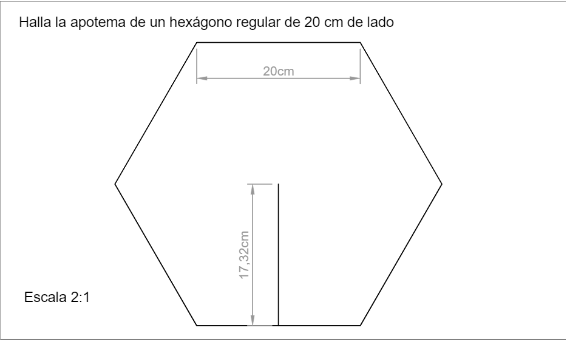 Halla la apotema de un hexágono regular de 20 cm de lado
20cm
17,32cm
Escala 2:1